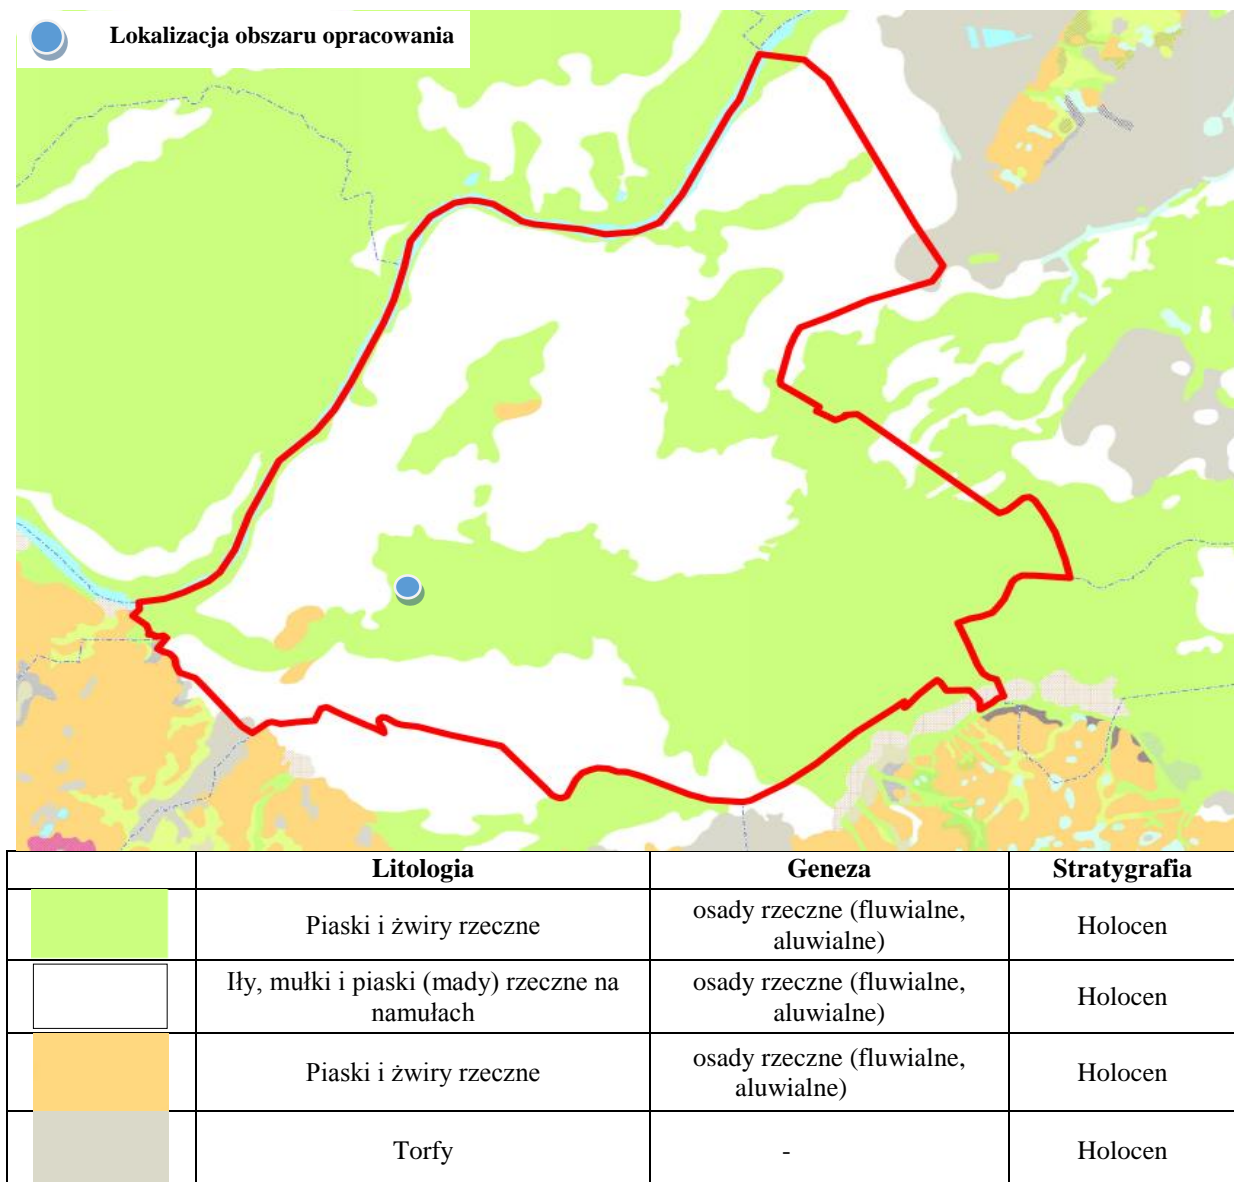 Lokalizacja obszaru opracowania
Litologia Geneza Stratygrafia
Piaski i żwiry rzeczne osady rzeczne (fluwialne, aluwialne) Holocen
Iły, mułki i piaski (mady) rzeczne na namułach osady rzeczne (fluwialne, aluwialne) Holocen
Piaski i żwiry rzeczne osady rzeczne (fluwialne, aluwialne) Holocen
Torfy - Holocen